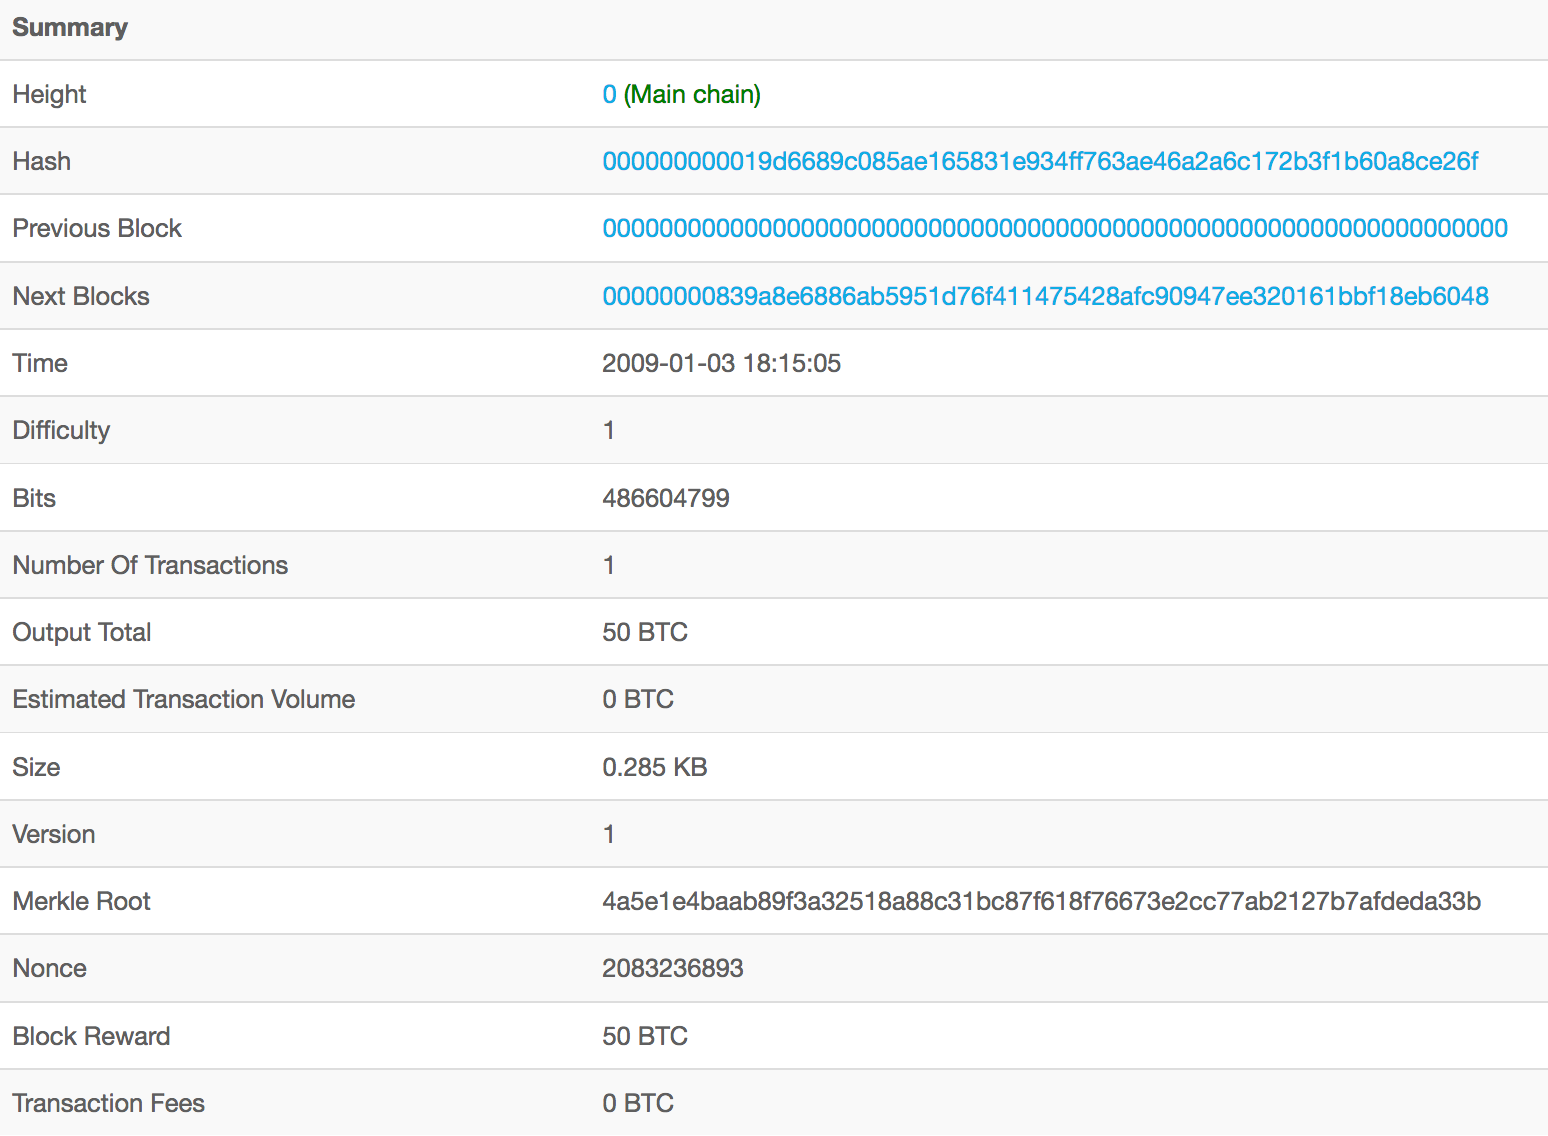 Summary
Height 0 (Main chain)
Hash 000000000019d6689c085ae165831e934ff763ae46a2a6c172b3f1b60a8ce26f
Previous Block 0000000000000000000000000000000000000000000000000000000000000000
Next Blocks 00000000839a8e6886ab5951d76f411475428afc90947ee320161bbf18eb6048
Time 2009-01-03 18:15:05
Difficulty 1
Bits 486604799
Number Of Transactions 1
Output Total 50 BTC
Estimated Transaction Volume 0 BTC
Size 0.285 KB
Version 1
Merkle Root 4a5e1e4baab89f3a32518a88c31bc87f618f76673e2cc77ab2127b7afdeda33b
Nonce 2083236893
Block Reward 50 BTC
Transaction Fees 0 BTC